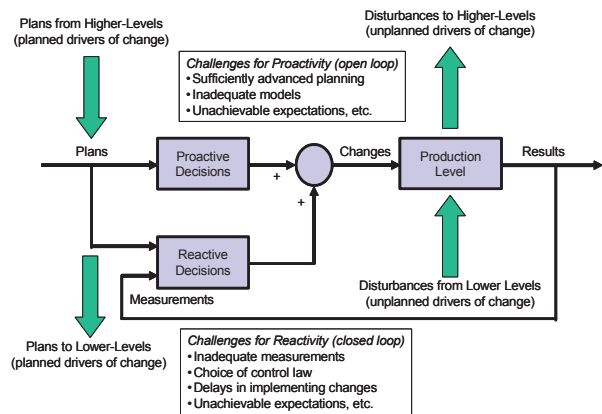 Plans from Higher-Levels
(planned drivers of change)
Disturbances to Higher-Levels
(unplanned drivers of change)
Challenges for Proactivity (open loop)
• Sufficiently advanced planning
• Inadequate models
• Unachievable expectations, etc.
Plans
Proactive
Decisions
+
+
Changes
Production
Level
Results
Reactive
Decisions
Measurements
Disturbances from Lower Levels
(unplanned drivers of change)
Plans to Lower-Levels
(planned drivers of change)
Challenges for Reactivity (closed loop)
• Inadequate measurements
• Choice of control law
• Delays in implementing changes
• Unachievable expectations, etc.